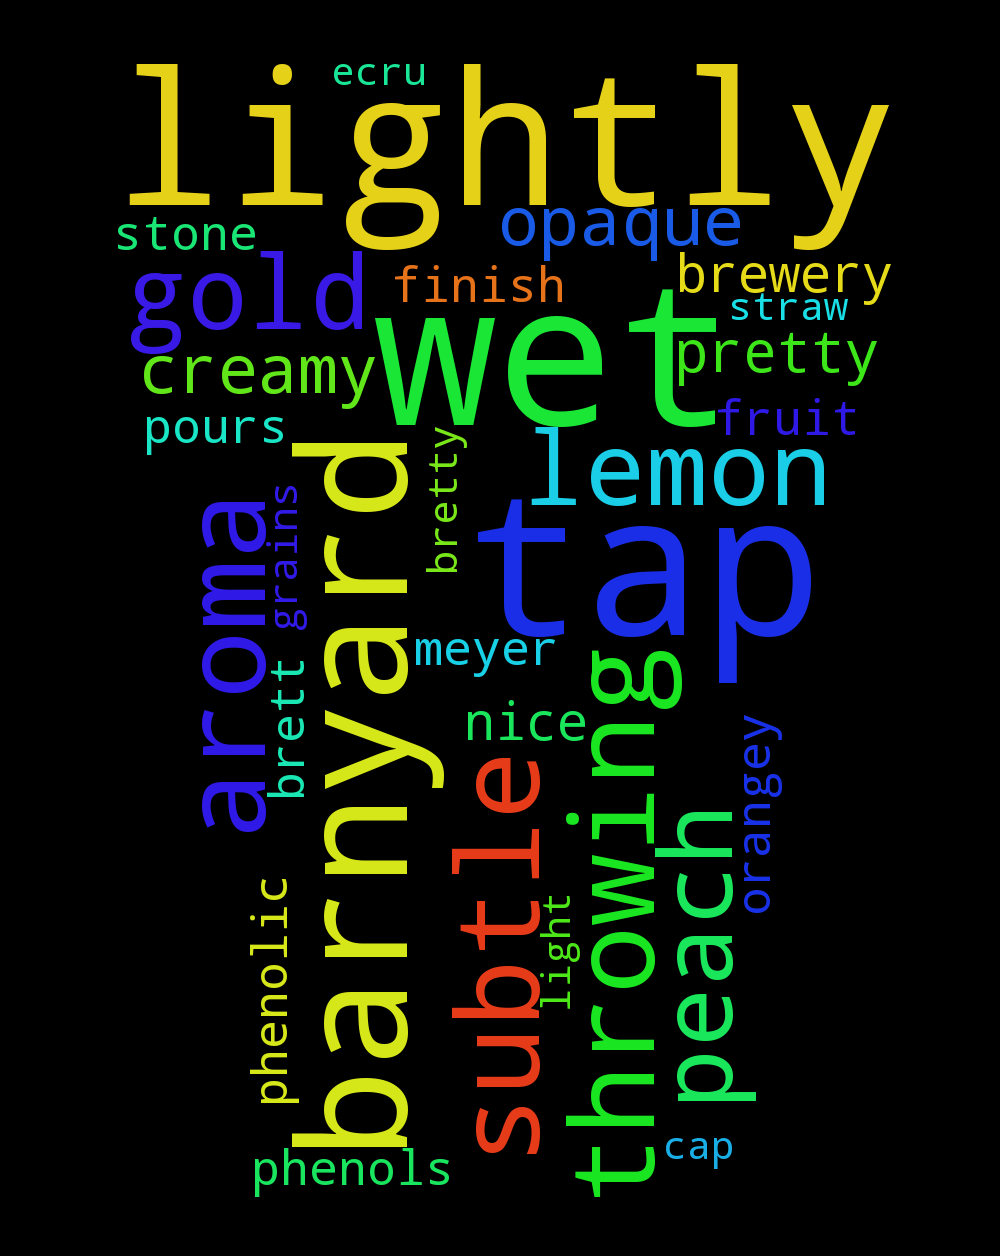 ecru
lightly
stone
opaque
gold
finish
brewery
straw
wet
creamy
pretty
pours
fruit
lemon
bretty
barnyard
grains
aroma
tap
meyer
brett
nice
throwing
orangey
subtle
peach
light
phenolic
cap
phenols